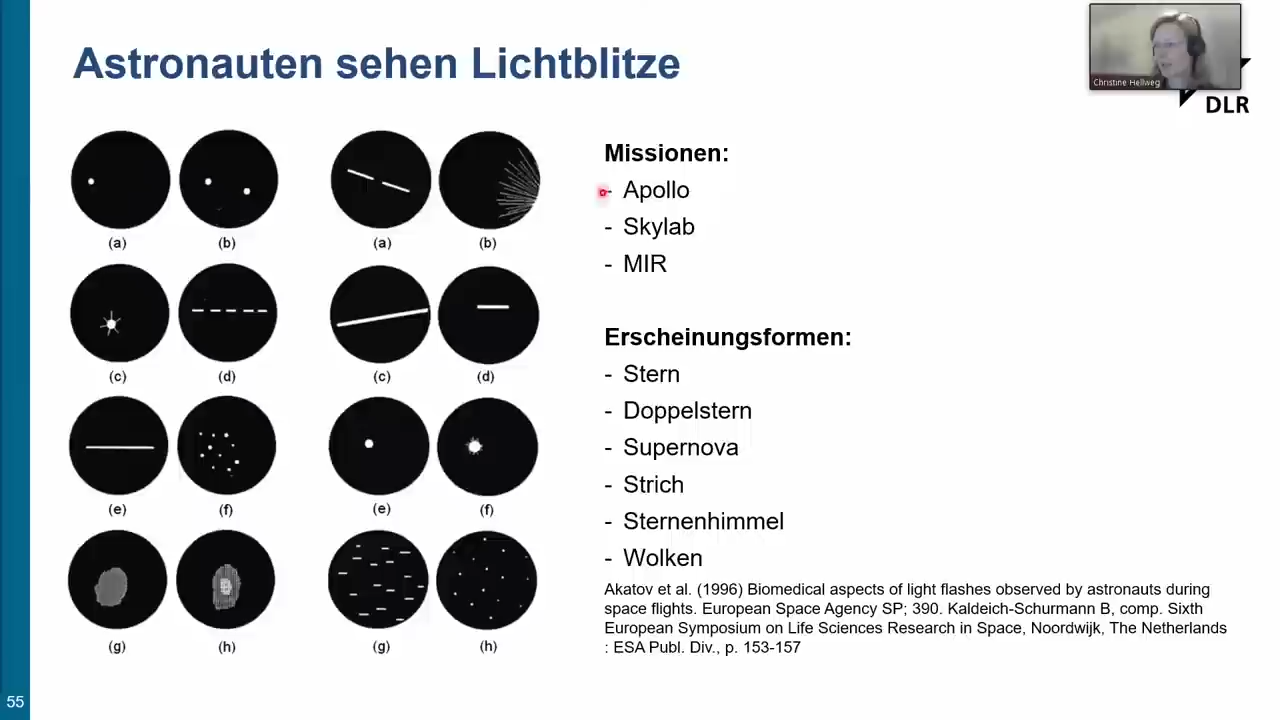 Astronauten sehen Lichtblitze
Christine Hellweg
DLR
(a) (b) (a) (b)
(c) (d) (c) (d)
(e) (f) (e) (f)
(g) (h) (g) (h)
Missionen:
- Apollo
- Skylab
- MIR
Erscheinungsformen:
- Stern
- Doppelstern
- Supernova
- Strich
- Sternenhimmel
- Wolken
Akatov et al. (1996) Biomedical aspects of light flashes observed by astronauts during
space flights. European Space Agency SP; 390. Kaldeich-Schurmann B, comp. Sixth
European Symposium on Life Sciences Research in Space, Noordwijk, The Netherlands
: ESA Publ. Div., p. 153-157
55